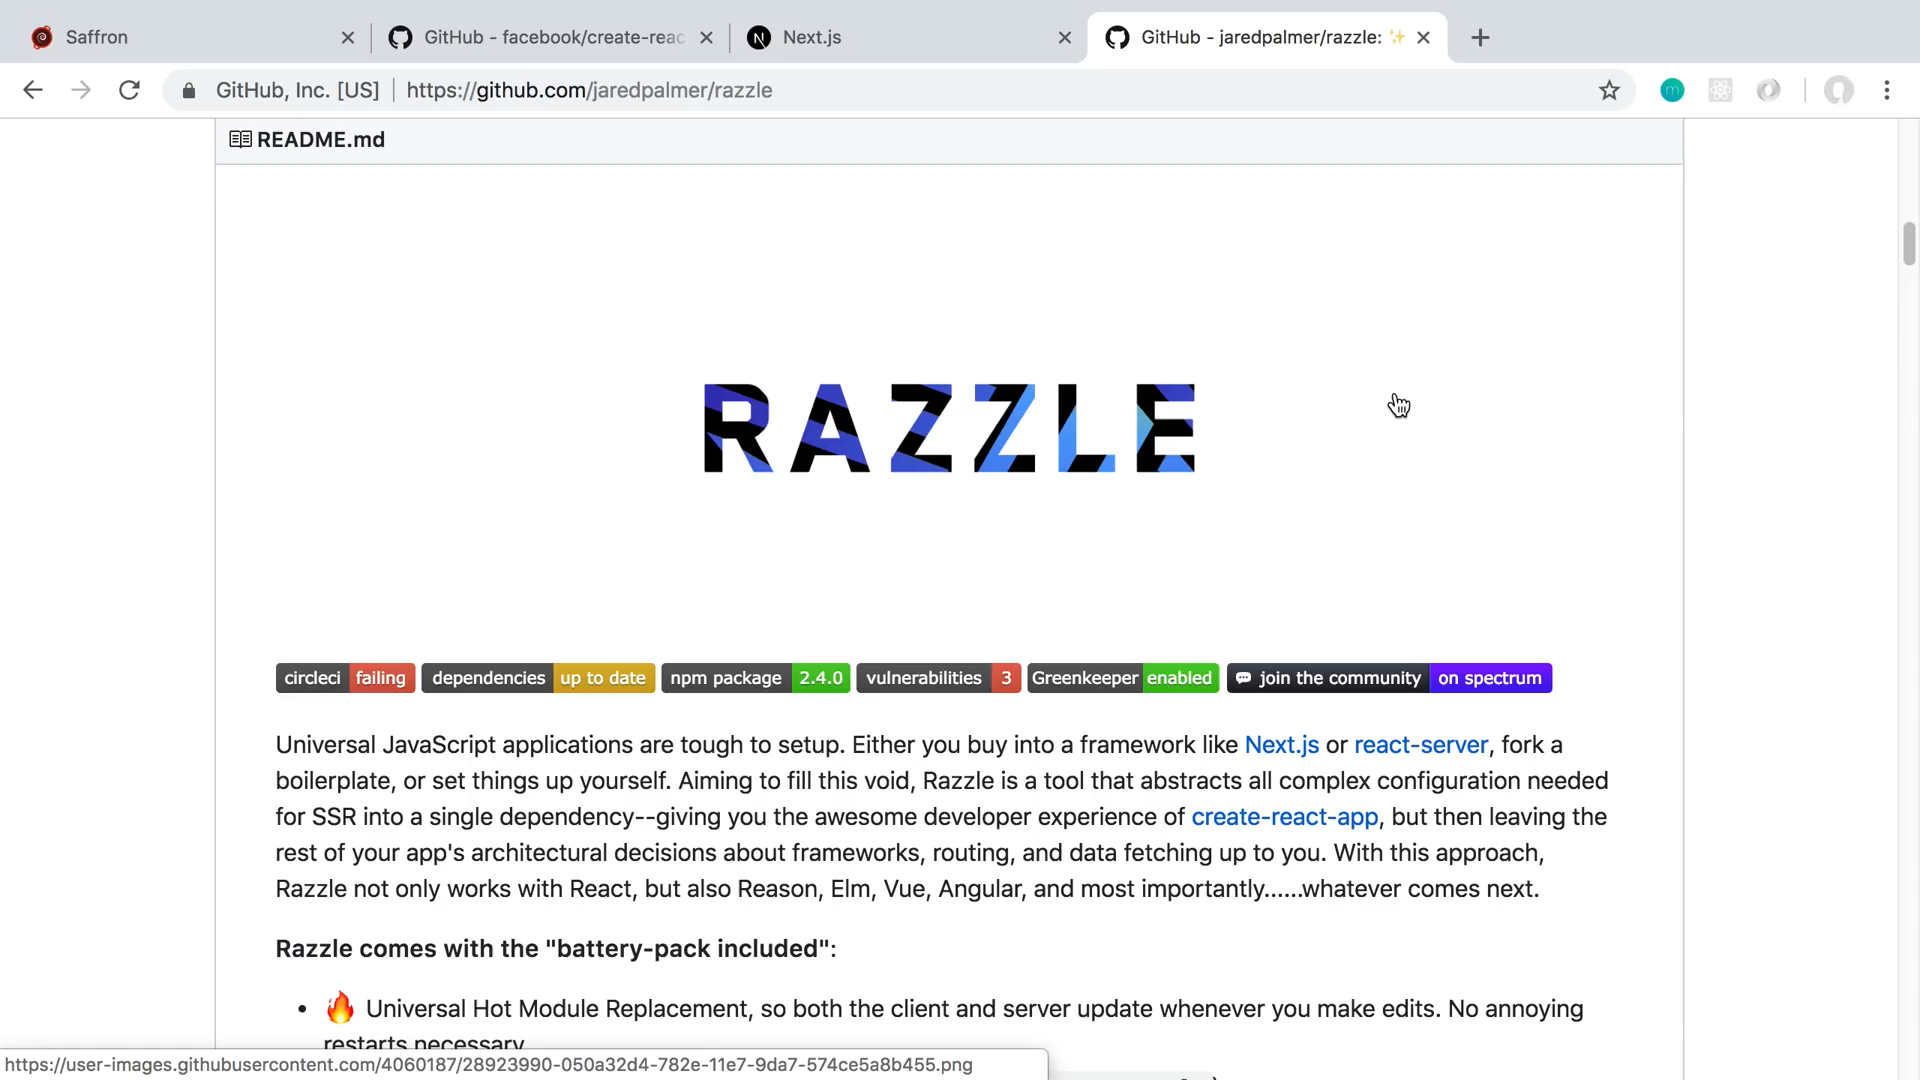 Saffron
GitHub - facebook/create-reac
Next.js
GitHub - jaredpalmer/razzle: ✨
GitHub, Inc. [US] | https://github.com/jaredpalmer/razzle
README.md
RAZZLE
circleci failing dependencies up to date npm package 2.4.0 vulnerabilities 3 Greenkeeper enabled join the community on spectrum
Universal JavaScript applications are tough to setup. Either you buy into a framework like Next.js or react-server, fork a
boilerplate, or set things up yourself. Aiming to fill this void, Razzle is a tool that abstracts all complex configuration needed
for SSR into a single dependency--giving you the awesome developer experience of create-react-app, but then leaving the
rest of your app's architectural decisions about frameworks, routing, and data fetching up to you. With this approach,
Razzle not only works with React, but also Reason, Elm, Vue, Angular, and most importantly......whatever comes next.
Razzle comes with the "battery-pack included":
• 🔥 Universal Hot Module Replacement, so both the client and server update whenever you make edits. No annoying
restarts necessary
https://user-images.githubusercontent.com/4060187/28923990-050a32d4-782e-11e7-9da7-574ce5a8b455.png